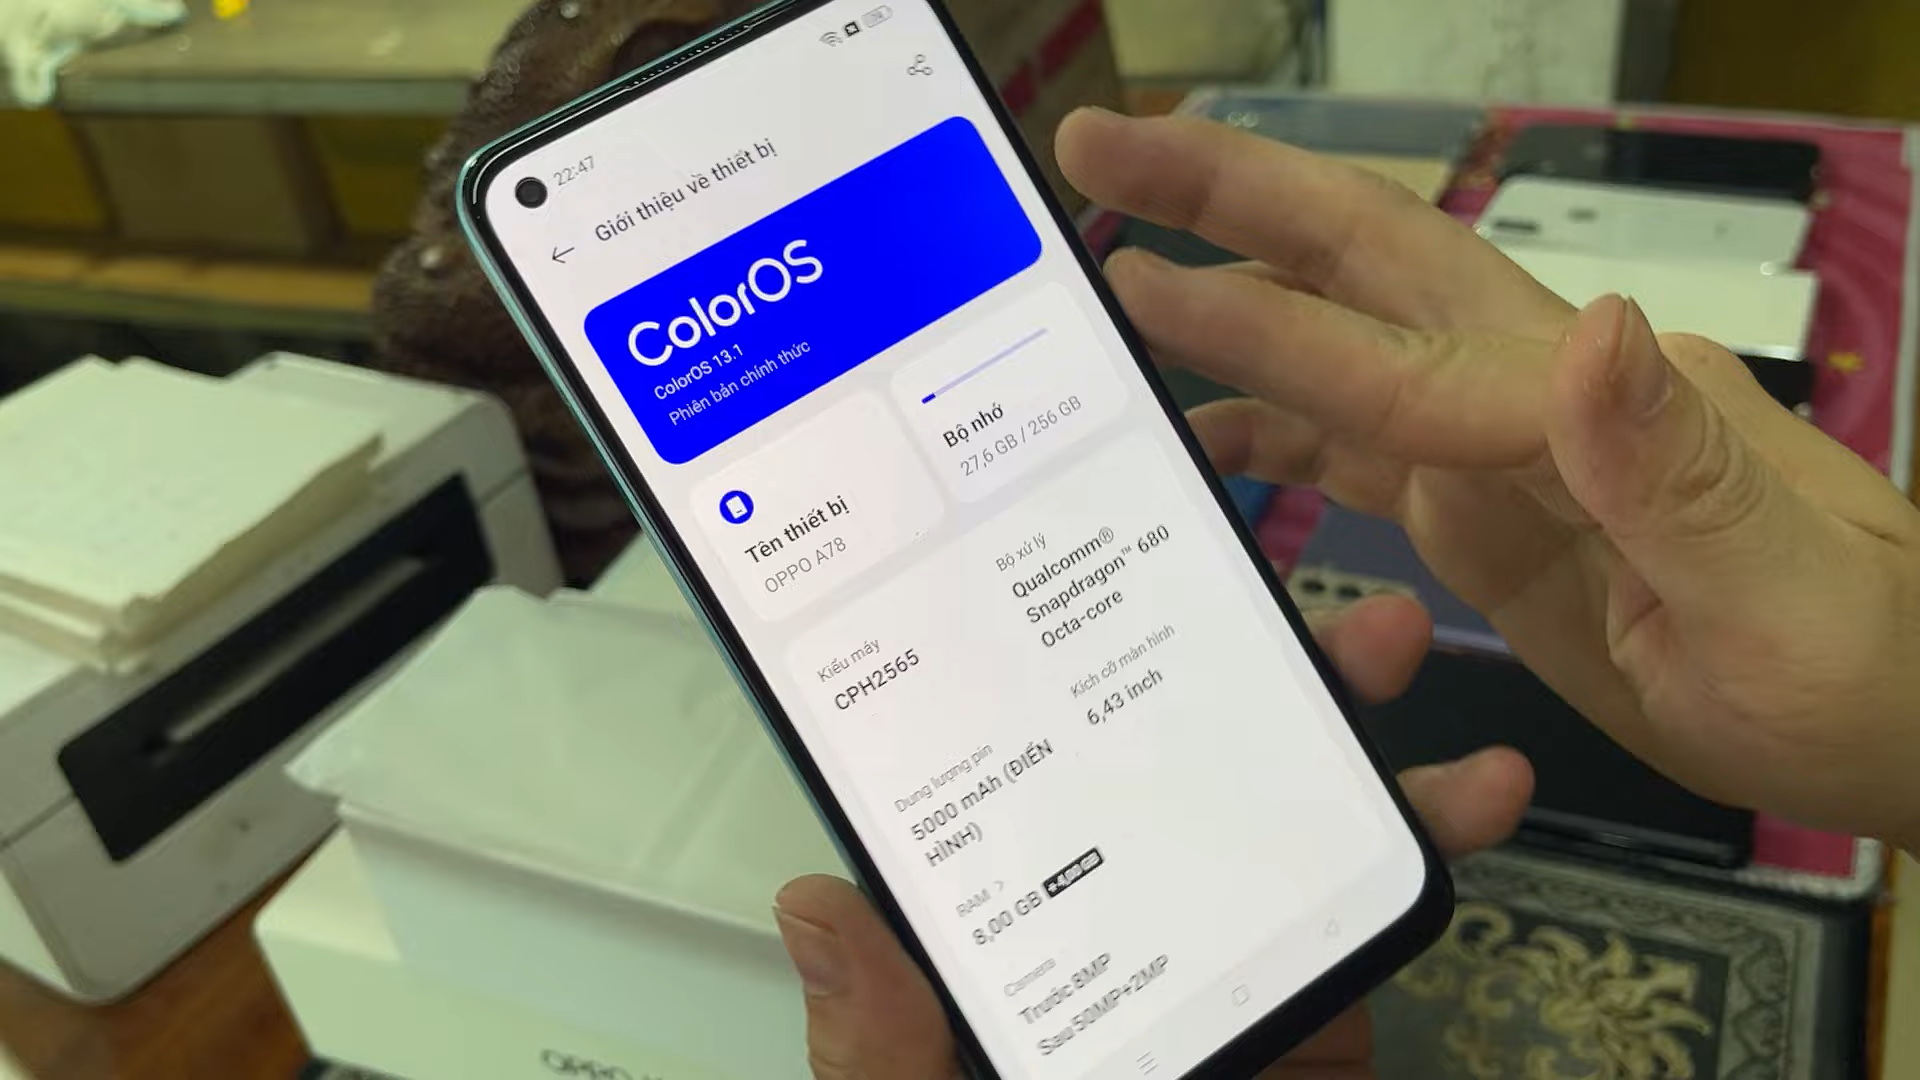 22:47
Giới thiệu về thiết bị
ColorOS
ColorOS 13.1
Phiên bản chính thức
Bộ nhớ
27,6 GB / 256 GB
Tên thiết bị
OPPO A78
Bộ xử lý
Qualcomm®
Snapdragon™ 680
Octa-core
Kiểu máy
CPH2565
Kích cỡ màn hình
6,43 inch
Dung lượng pin
5000 mAh (ĐIỂN
HÌNH)
RAM
8,00 GB
Camera
Trước 8MP
Sau 50MP+2MP
OPPO